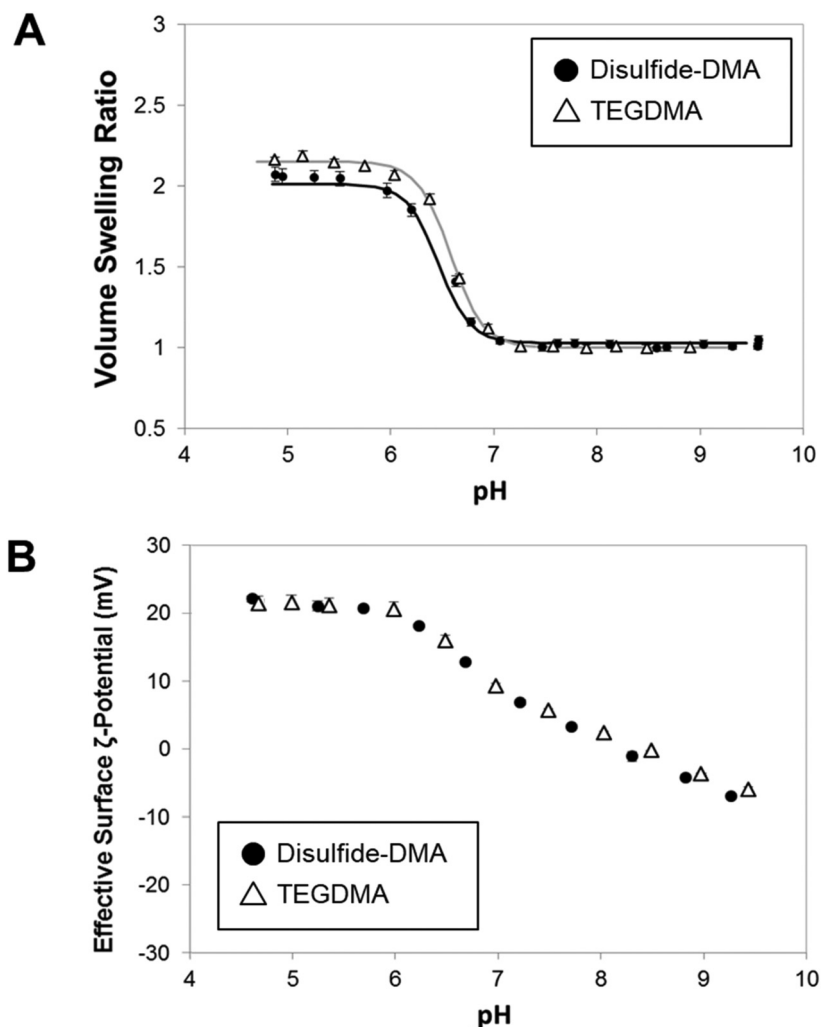 A
Volume Swelling Ratio
3
2.5
2
1.5
1
0.5
4 5 6 7 8 9 10
pH
Disulfide-DMA
TEGDMA
B
Effective Surface ζ-Potential (mV)
30
20
10
0
-10
-20
-30
4 5 6 7 8 9 10
pH
Disulfide-DMA
TEGDMA